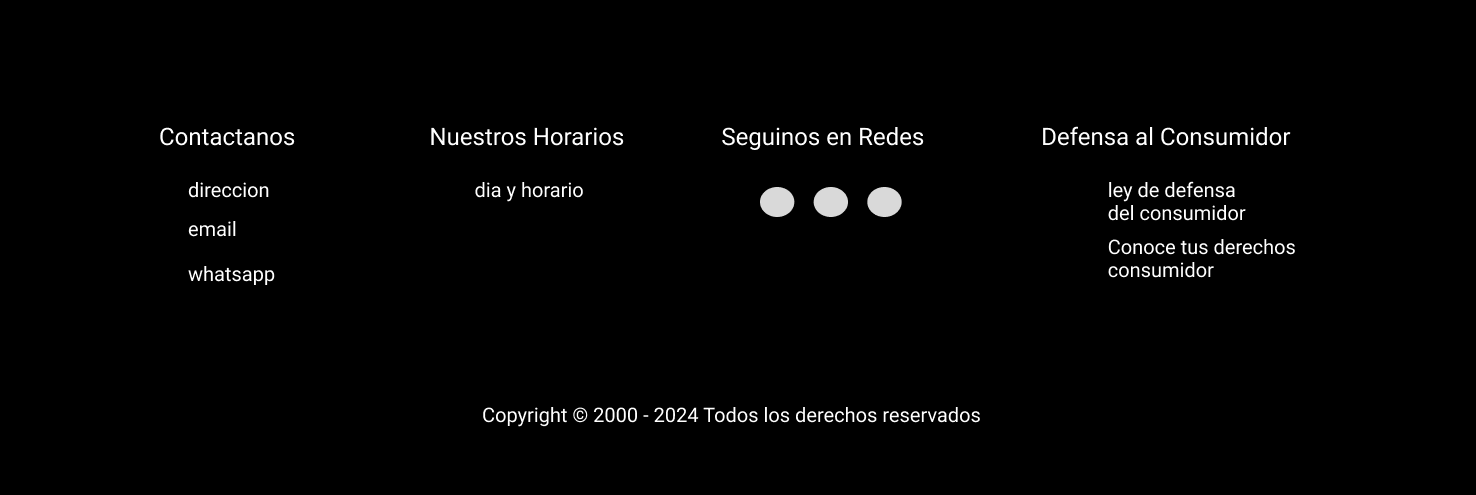 Contactanos
direccion
email
whatsapp
Nuestros Horarios
dia y horario
Seguinos en Redes
Defensa al Consumidor
ley de defensa
del consumidor
Conoce tus derechos
consumidor
Copyright © 2000 - 2024 Todos los derechos reservados